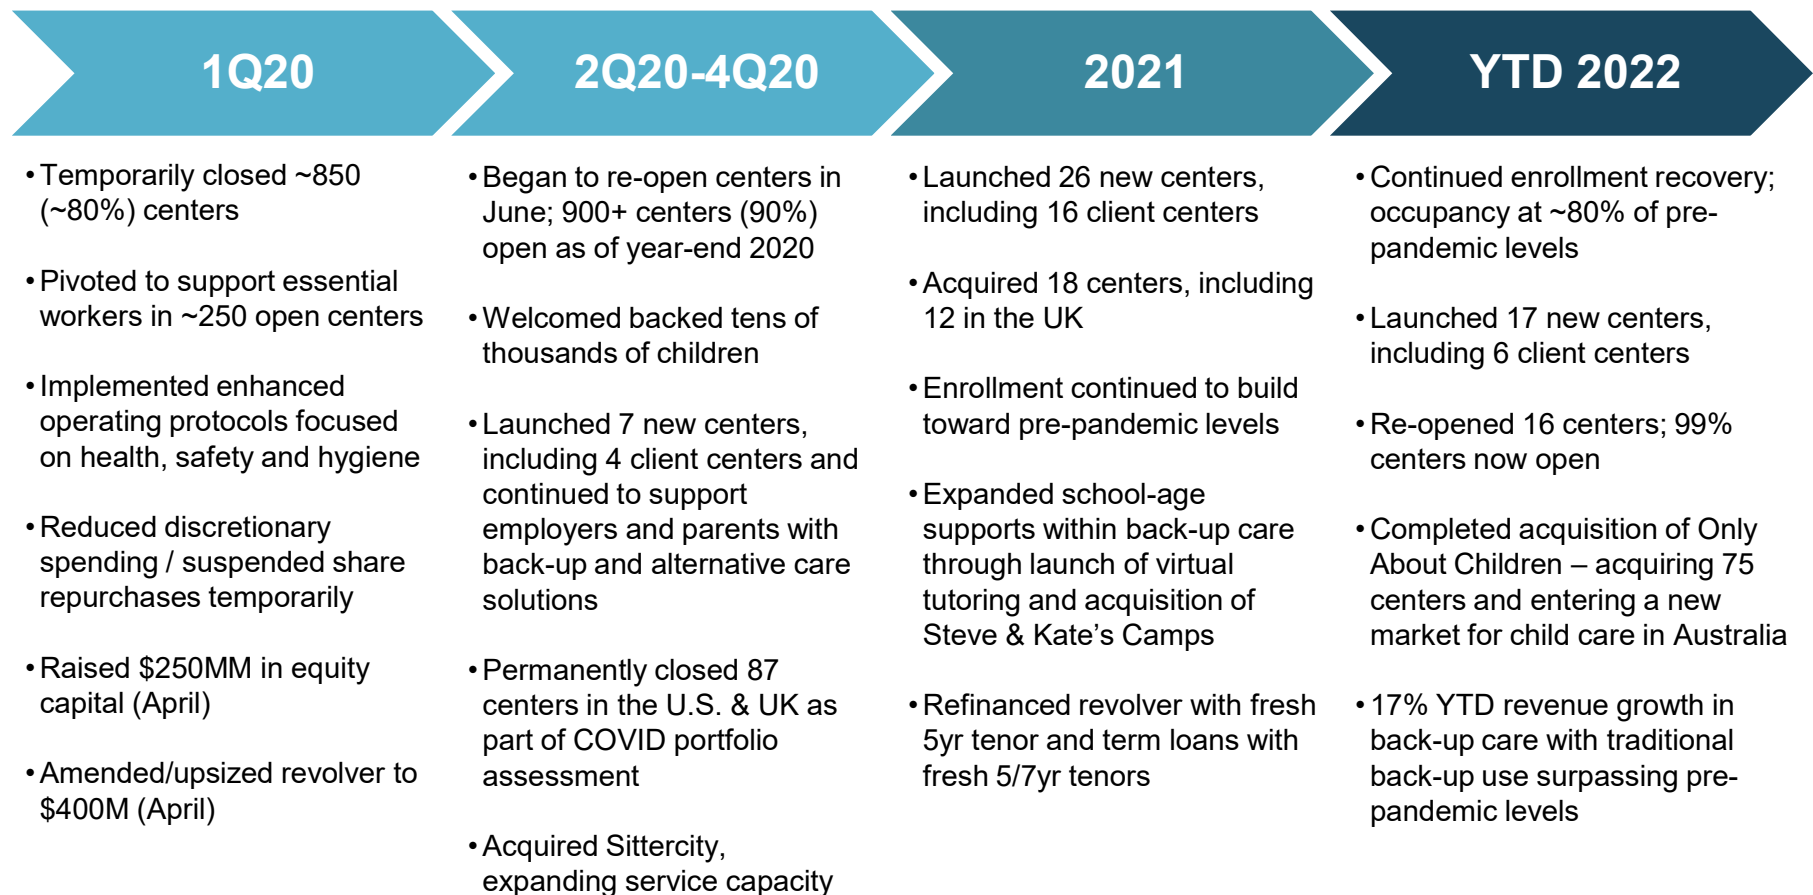 1Q20
• Temporarily closed ~850
(~80%) centers
• Pivoted to support essential
workers in ~250 open centers
• Implemented enhanced
operating protocols focused
on health, safety and hygiene
• Reduced discretionary
spending / suspended share
repurchases temporarily
• Raised $250MM in equity
capital (April)
• Amended/upsized revolver to
$400M (April)
2Q20-4Q20
• Began to re-open centers in
June; 900+ centers (90%)
open as of year-end 2020
• Welcomed backed tens of
thousands of children
• Launched 7 new centers,
including 4 client centers and
continued to support
employers and parents with
back-up and alternative care
solutions
• Permanently closed 87
centers in the U.S. & UK as
part of COVID portfolio
assessment
• Acquired Sittercity,
expanding service capacity
2021
• Launched 26 new centers,
including 16 client centers
• Acquired 18 centers, including
12 in the UK
• Enrollment continued to build
toward pre-pandemic levels
• Expanded school-age
supports within back-up care
through launch of virtual
tutoring and acquisition of
Steve & Kate’s Camps
• Refinanced revolver with fresh
5yr tenor and term loans with
fresh 5/7yr tenors
YTD 2022
• Continued enrollment recovery;
occupancy at ~80% of pre-
pandemic levels
• Launched 17 new centers,
including 6 client centers
• Re-opened 16 centers; 99%
centers now open
• Completed acquisition of Only
About Children – acquiring 75
centers and entering a new
market for child care in Australia
• 17% YTD revenue growth in
back-up care with traditional
back-up use surpassing pre-
pandemic levels